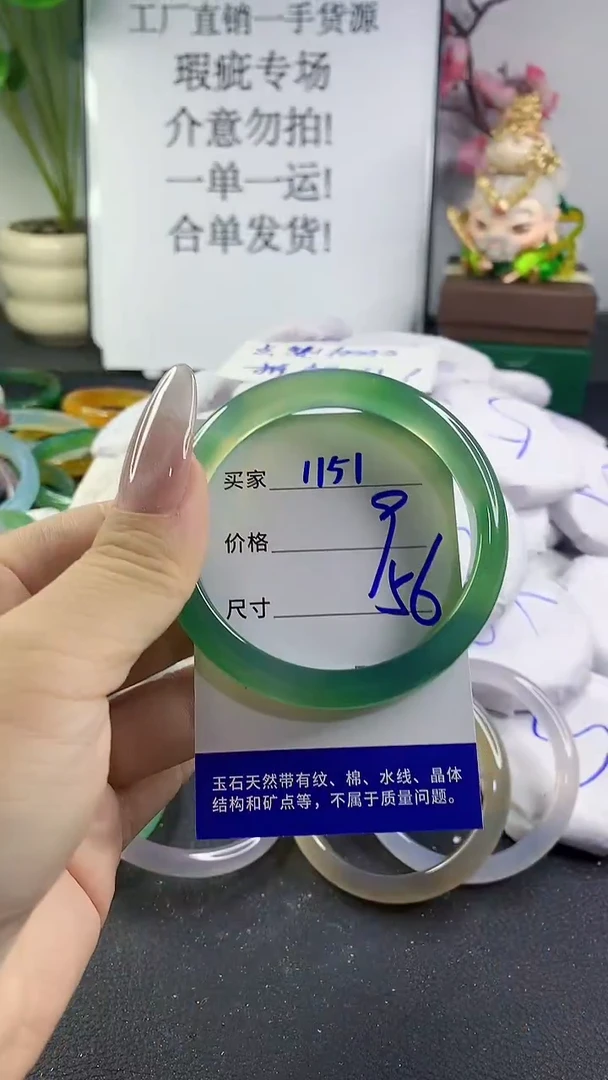 工厂直销一手货源
瑕疵专场
介意勿拍!
一单一运!
合单发货!
买家 1151
价格 9
尺寸 56
玉石天然带有纹、棉、水线、晶体
结构和矿点等，不属于质量问题。